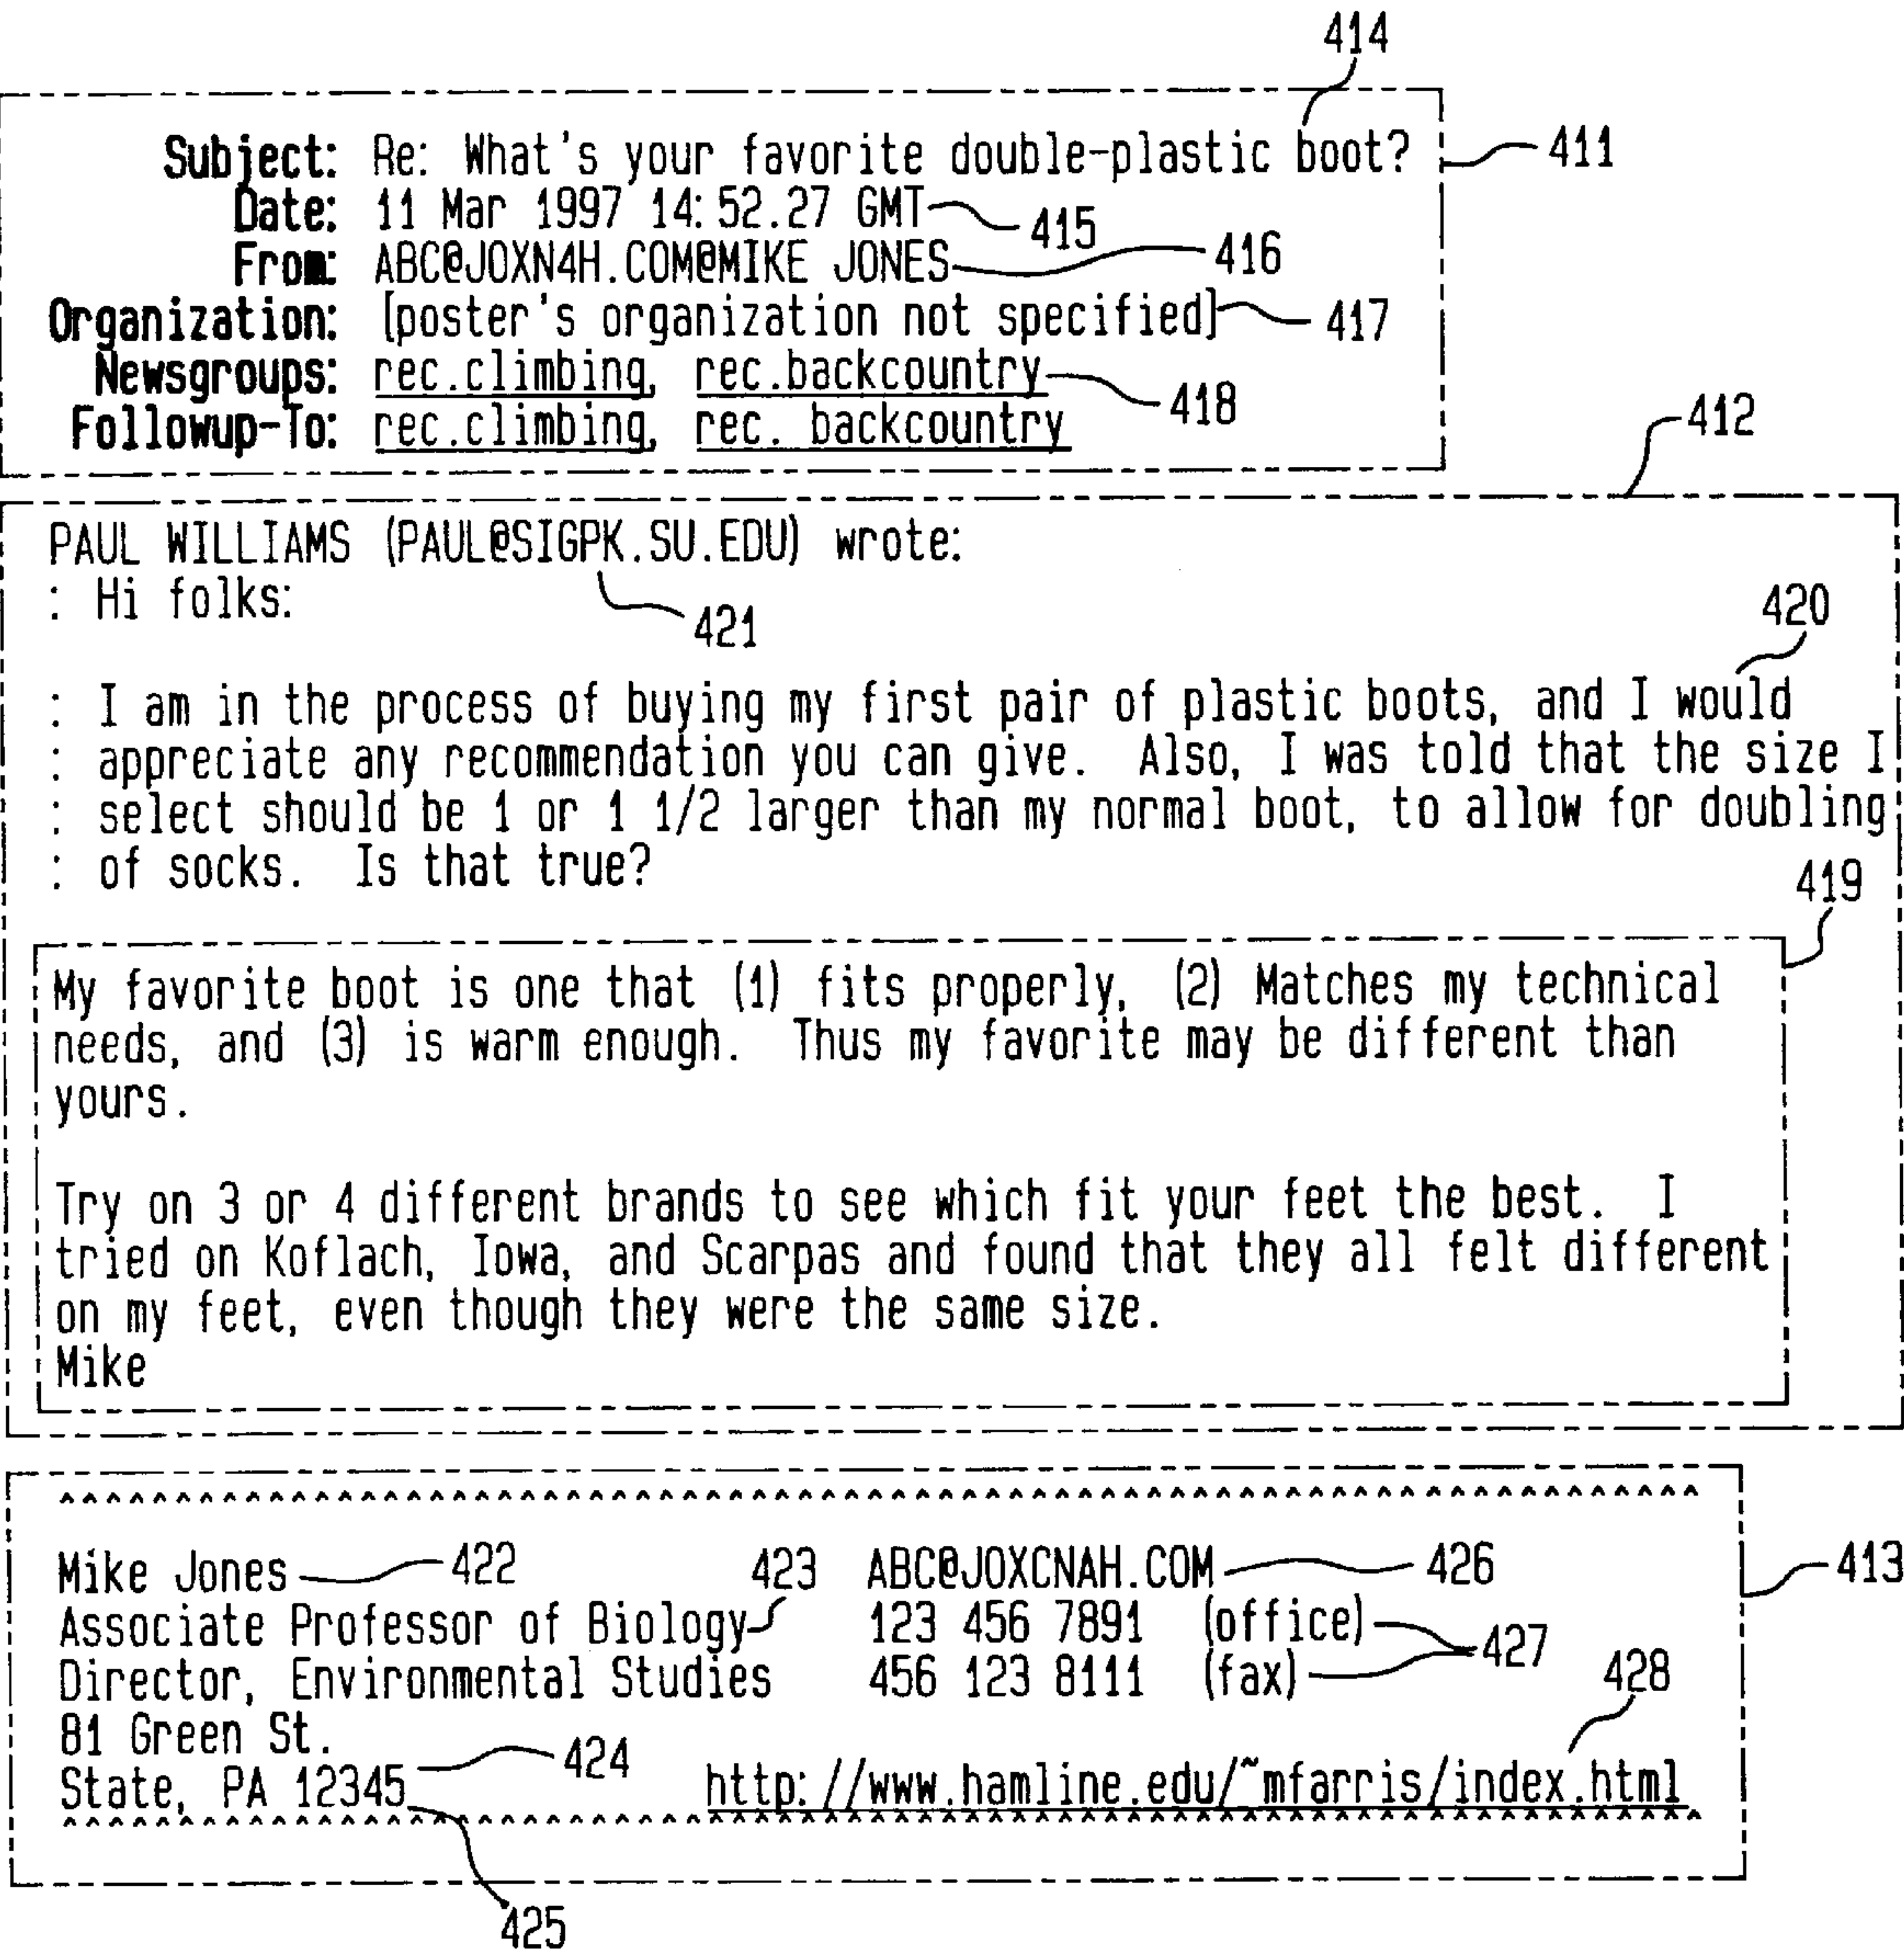 414
Subject: Re: What's your favorite double-plastic boot? 411
Date: 11 Mar 1997 14:52.27 GMT 415
From: ABC@JOXN4H.COM@MIKE JONES 416
Organization: [poster's organization not specified] 417
Newsgroups: rec.climbing, rec.backcountry 418
Followup-To: rec.climbing, rec. backcountry
412
PAUL WILLIAMS (PAUL@SIGPK.SU.EDU) wrote:
: Hi folks:
421
420
: I am in the process of buying my first pair of plastic boots, and I would
: appreciate any recommendation you can give. Also, I was told that the size I
: select should be 1 or 1 1/2 larger than my normal boot, to allow for doubling
: of socks. Is that true?
419
My favorite boot is one that (1) fits properly, (2) Matches my technical
needs, and (3) is warm enough. Thus my favorite may be different than
yours.
Try on 3 or 4 different brands to see which fit your feet the best. I
tried on Koflach, Iowa, and Scarpas and found that they all felt different
on my feet, even though they were the same size.
Mike
^^^^^^^^^^^^^^^^^^^^^^^^^^^^^^^^^^^^^^^^^^^^^^^^^^^^^^^^^^^^^^^^^^^^^^^
Mike Jones 422 423 ABC@JOXCNAH.COM 426 413
Associate Professor of Biology 123 456 7891 (office) 427
Director, Environmental Studies 456 123 8111 (fax) 428
81 Green St.
State, PA 12345 424 http://www.hamline.edu/~mfarris/index.html
^^^^^^^^^^^^^^^^^^^^^^^^^^^^^^^^^^^^^^^^^^^^^^^^^^^^^^^^^^^^^^^^^^^^^^^
425